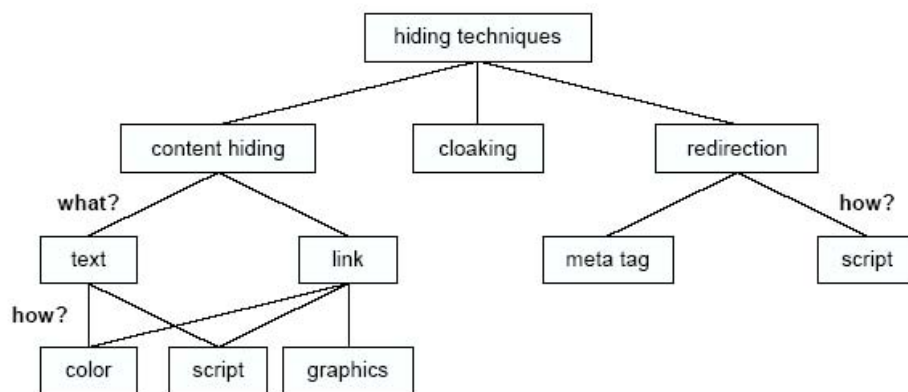 hiding techniques
content hiding
cloaking
redirection
what?
how?
text
link
meta tag
script
how?
color
script
graphics